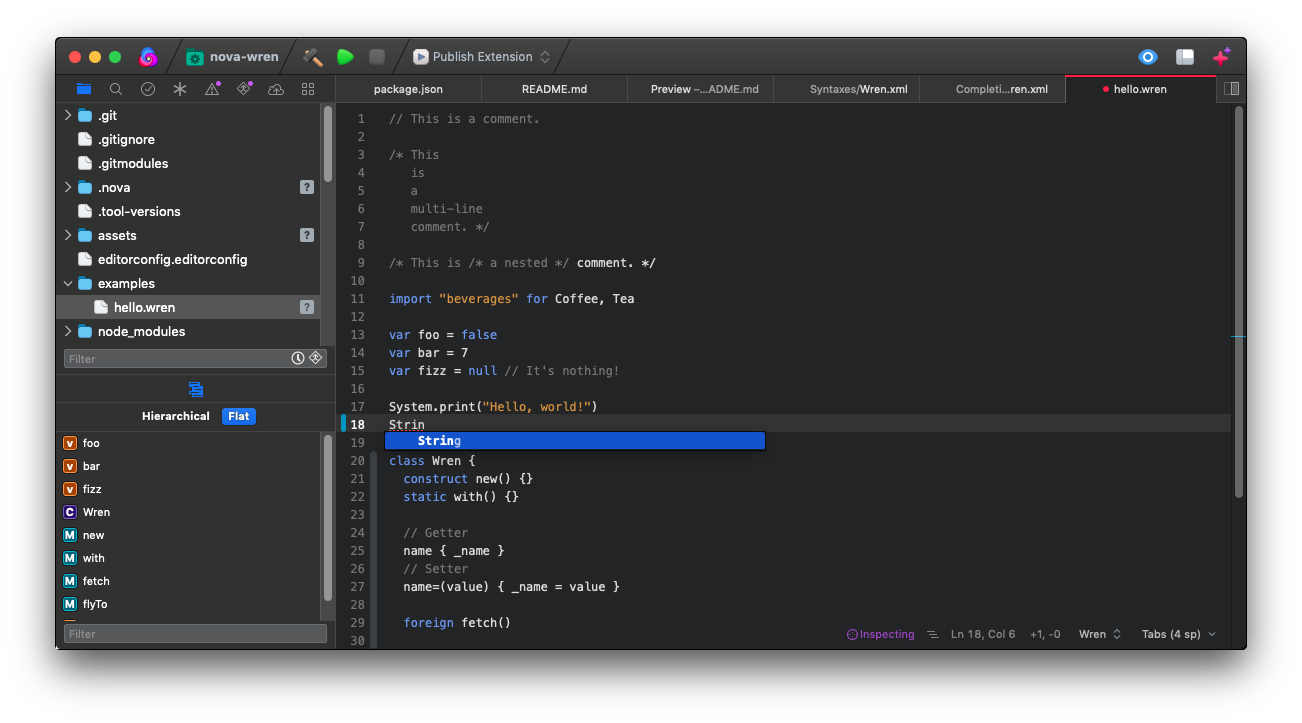 nova-wren
Publish Extension
package.json
README.md
Preview —...ADME.md
Syntaxes/Wren.xml
Completi...ren.xml
hello.wren
.git
.gitignore
.gitmodules
.nova ?
.tool-versions
assets ?
editorconfig.editorconfig
examples
hello.wren ?
node_modules
Filter
Hierarchical Flat
v foo
v bar
v fizz
C Wren
M new
M with
M fetch
M flyTo
Filter
1 // This is a comment.
2
3 /* This
4 is
5 a
6 multi-line
7 comment. */
8
9 /* This is /* a nested */ comment. */
10
11 import "beverages" for Coffee, Tea
12
13 var foo = false
14 var bar = 7
15 var fizz = null // It's nothing!
16
17 System.print("Hello, world!")
18 Strin
19 String
20 class Wren {
21 construct new() {}
22 static with() {}
23
24 // Getter
25 name { _name }
26 // Setter
27 name=(value) { _name = value }
28
29 foreign fetch()
30
Inspecting Ln 18, Col 6 +1, -0 Wren Tabs (4 sp)